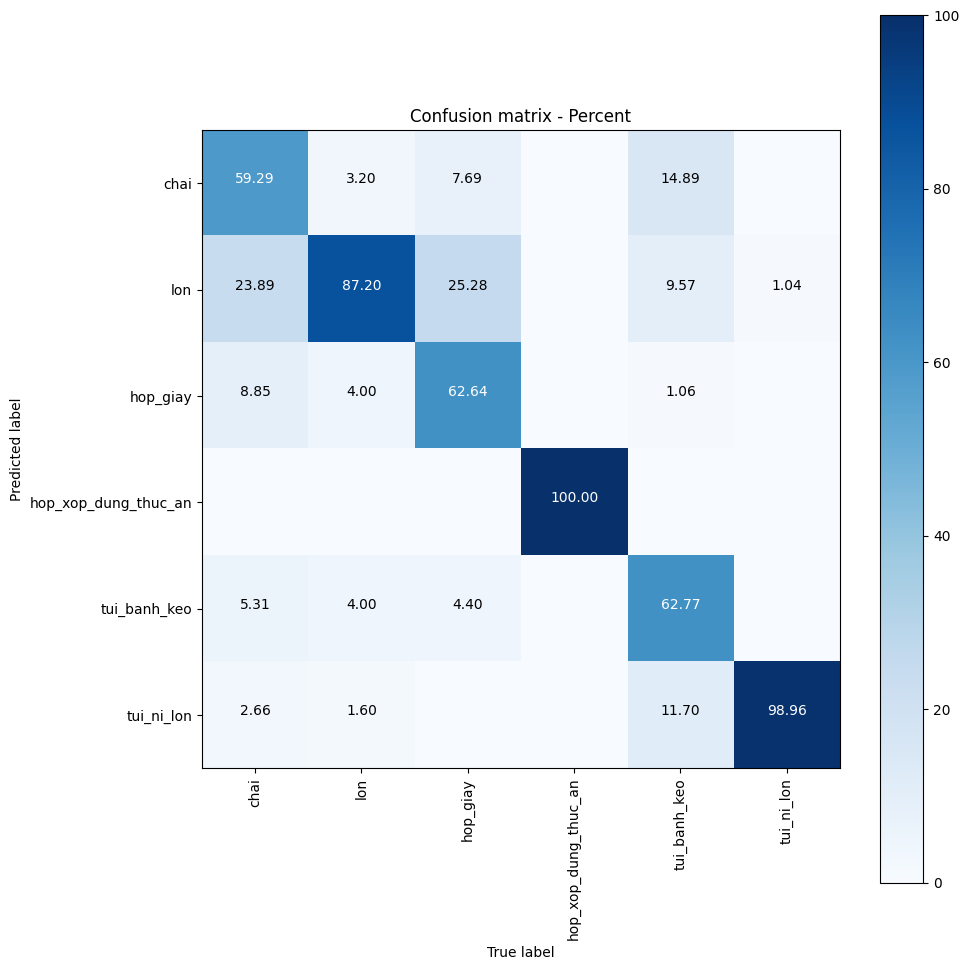 Confusion matrix - Percent
100
80
60
40
20
0
Predicted label
chai
59.29 3.20 7.69 14.89
lon
23.89 87.20 25.28 9.57 1.04
hop_giay
8.85 4.00 62.64 1.06
hop_xop_dung_thuc_an
100.00
tui_banh_keo
5.31 4.00 4.40 62.77
tui_ni_lon
2.66 1.60 11.70 98.96
chai
lon
hop_giay
hop_xop_dung_thuc_an
tui_banh_keo
tui_ni_lon
True label